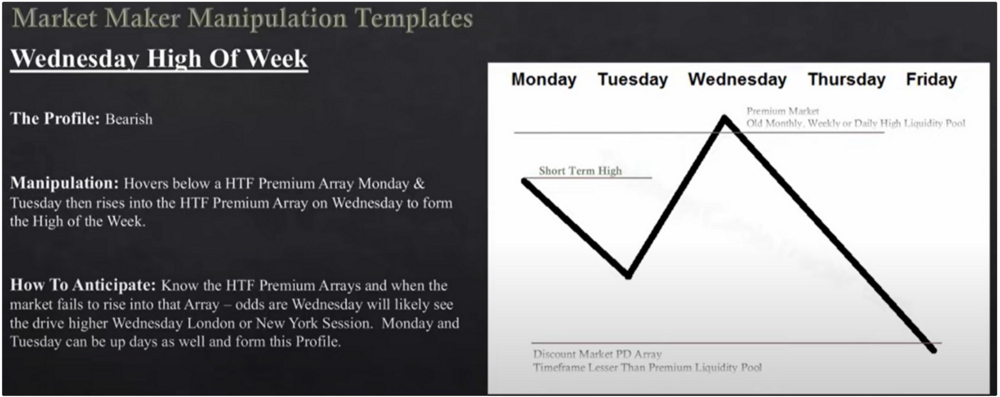 Market Maker Manipulation Templates
Wednesday High Of Week
The Profile: Bearish
Manipulation: Hovers below a HTF Premium Array Monday &
Tuesday then rises into the HTF Premium Array on Wednesday to form
the High of the Week.
How To Anticipate: Know the HTF Premium Arrays and when the
market fails to rise into that Array – odds are Wednesday will likely see
the drive higher Wednesday London or New York Session.  Monday and
Tuesday can be up days as well and form this Profile.
Monday Tuesday Wednesday Thursday Friday
Premium Market
Old Monthly, Weekly or Daily High Liquidity Pool
Short Term High
Discount Market PD Array
Timeframe Lesser Than Premium Liquidity Pool